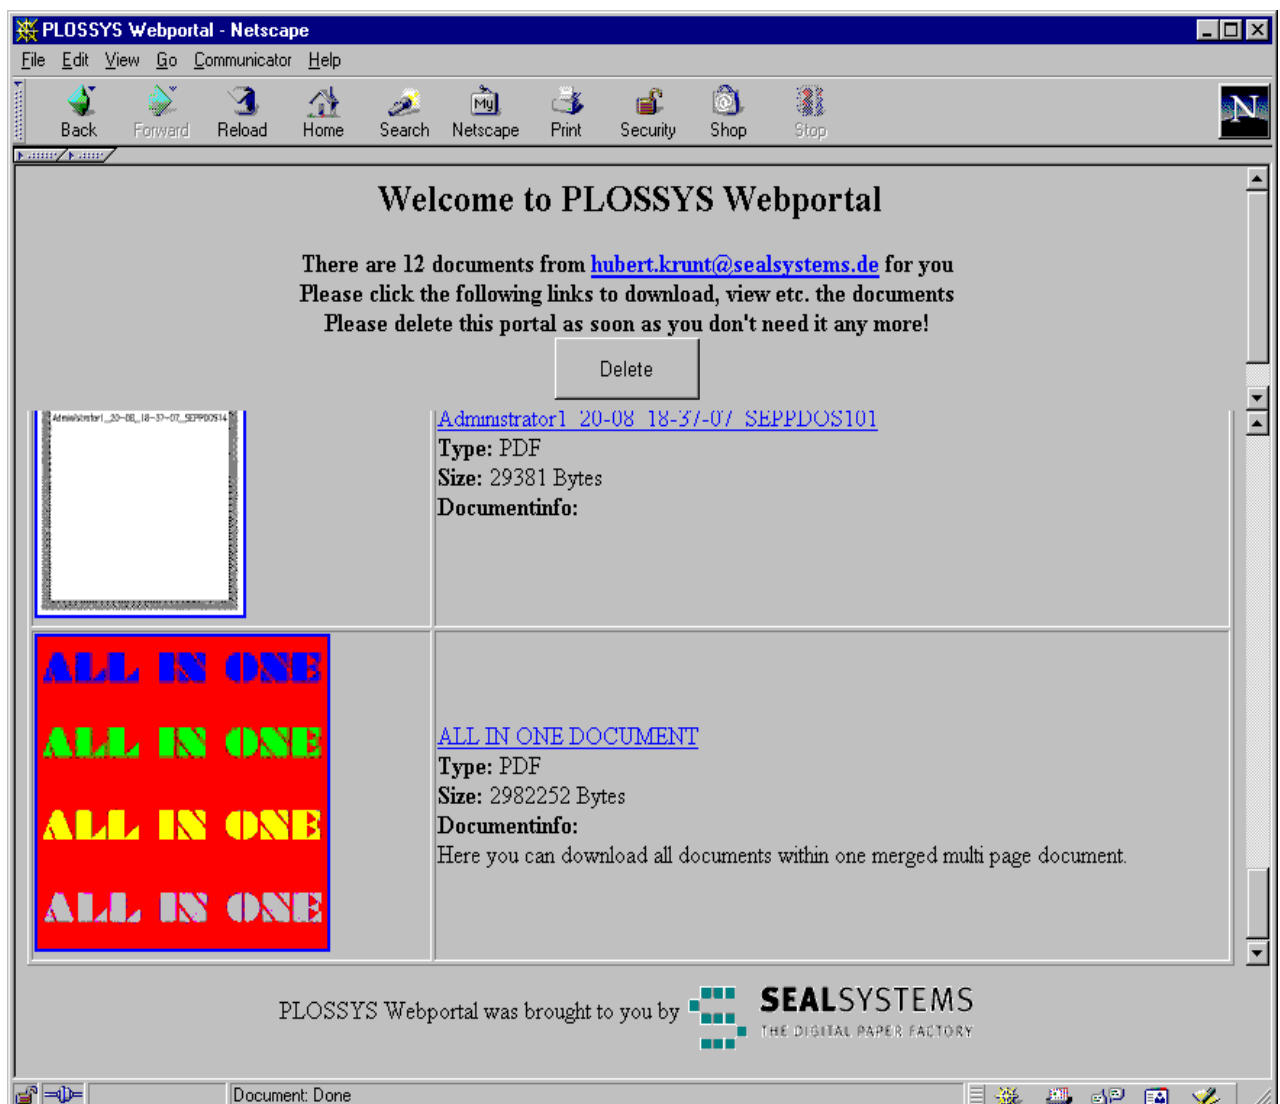 PLOSSYS Webportal - Netscape
File Edit View Go Communicator Help
My N
Back Forward Reload Home Search Netscape Print Security Shop Stop
Welcome to PLOSSYS Webportal
There are 12 documents from hubert.krunt@sealsystems.de for you
Please click the following links to download, view etc. the documents
Please delete this portal as soon as you don't need it any more!
Delete
Administrator1_20-08_18-37-07_SEPPDOS14
Administrator1_20-08_18-37-07_SEPPDOS101
Type: PDF
Size: 29381 Bytes
Documentinfo:
ALL IN ONE
ALL IN ONE
ALL IN ONE
ALL IN ONE
ALL IN ONE DOCUMENT
Type: PDF
Size: 2982252 Bytes
Documentinfo:
Here you can download all documents within one merged multi page document.
PLOSSYS Webportal was brought to you by
SEALSYSTEMS
THE DIGITAL PAPER FACTORY
Document: Done